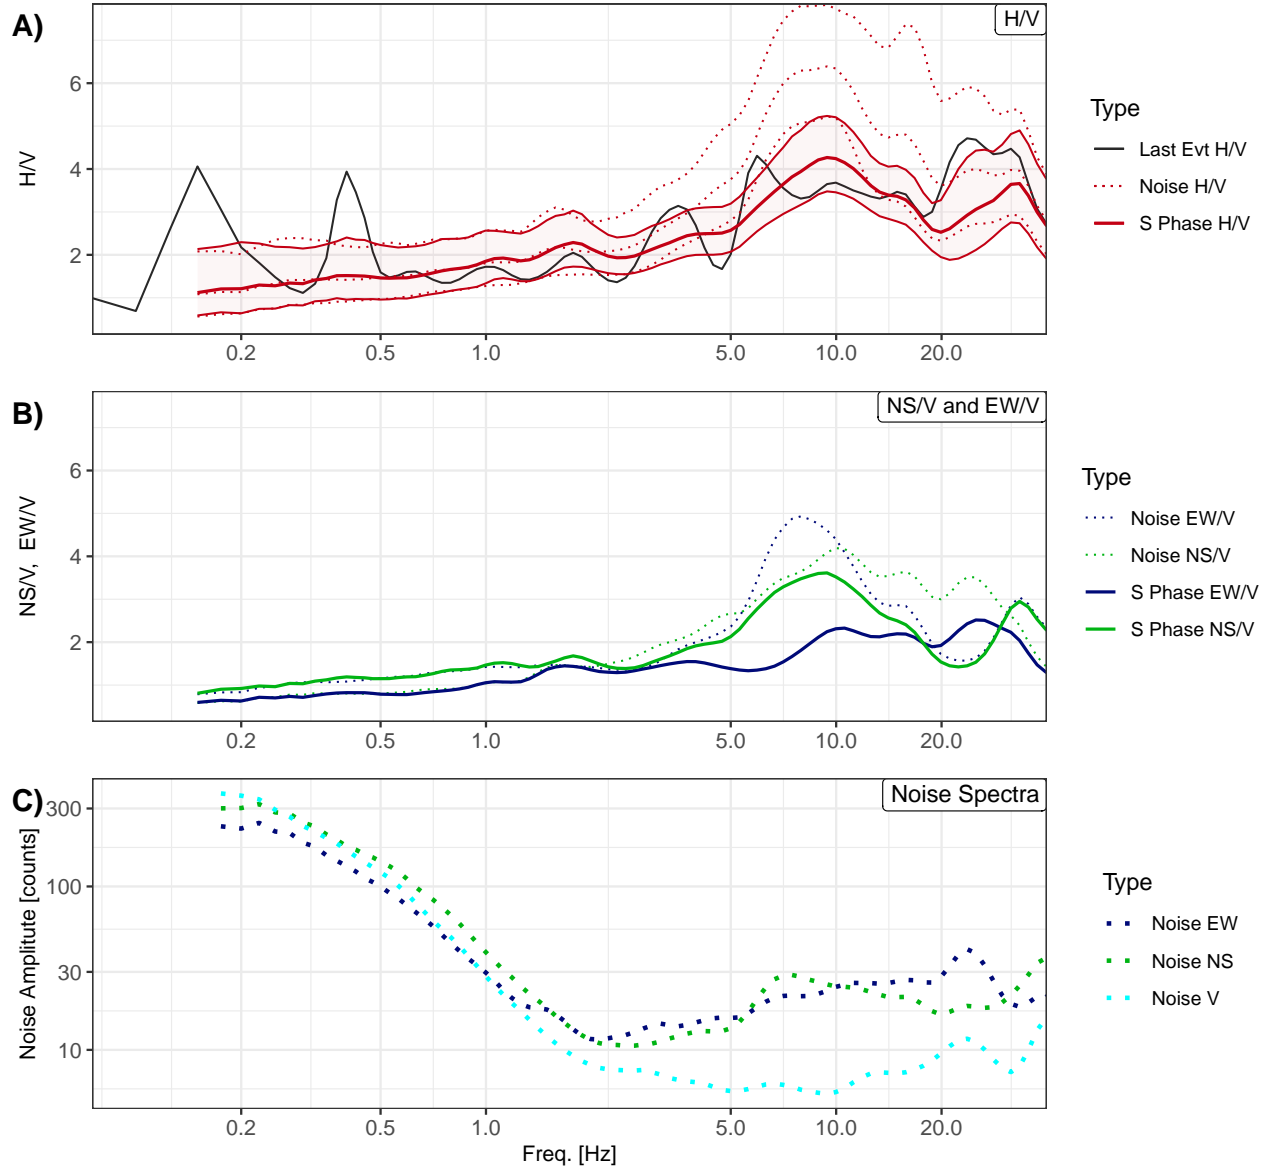 A)
H/V
6
4
2
H/V
0.2 0.5 1.0 5.0 10.0 20.0
Type
Last Evt H/V
Noise H/V
S Phase H/V
B)
NS/V and EW/V
6
4
2
NS/V, EW/V
0.2 0.5 1.0 5.0 10.0 20.0
Type
Noise EW/V
Noise NS/V
S Phase EW/V
S Phase NS/V
C)
Noise Spectra
300
100
30
10
Noise Amplitute [counts]
0.2 0.5 1.0 5.0 10.0 20.0
Freq. [Hz]
Type
Noise EW
Noise NS
Noise V